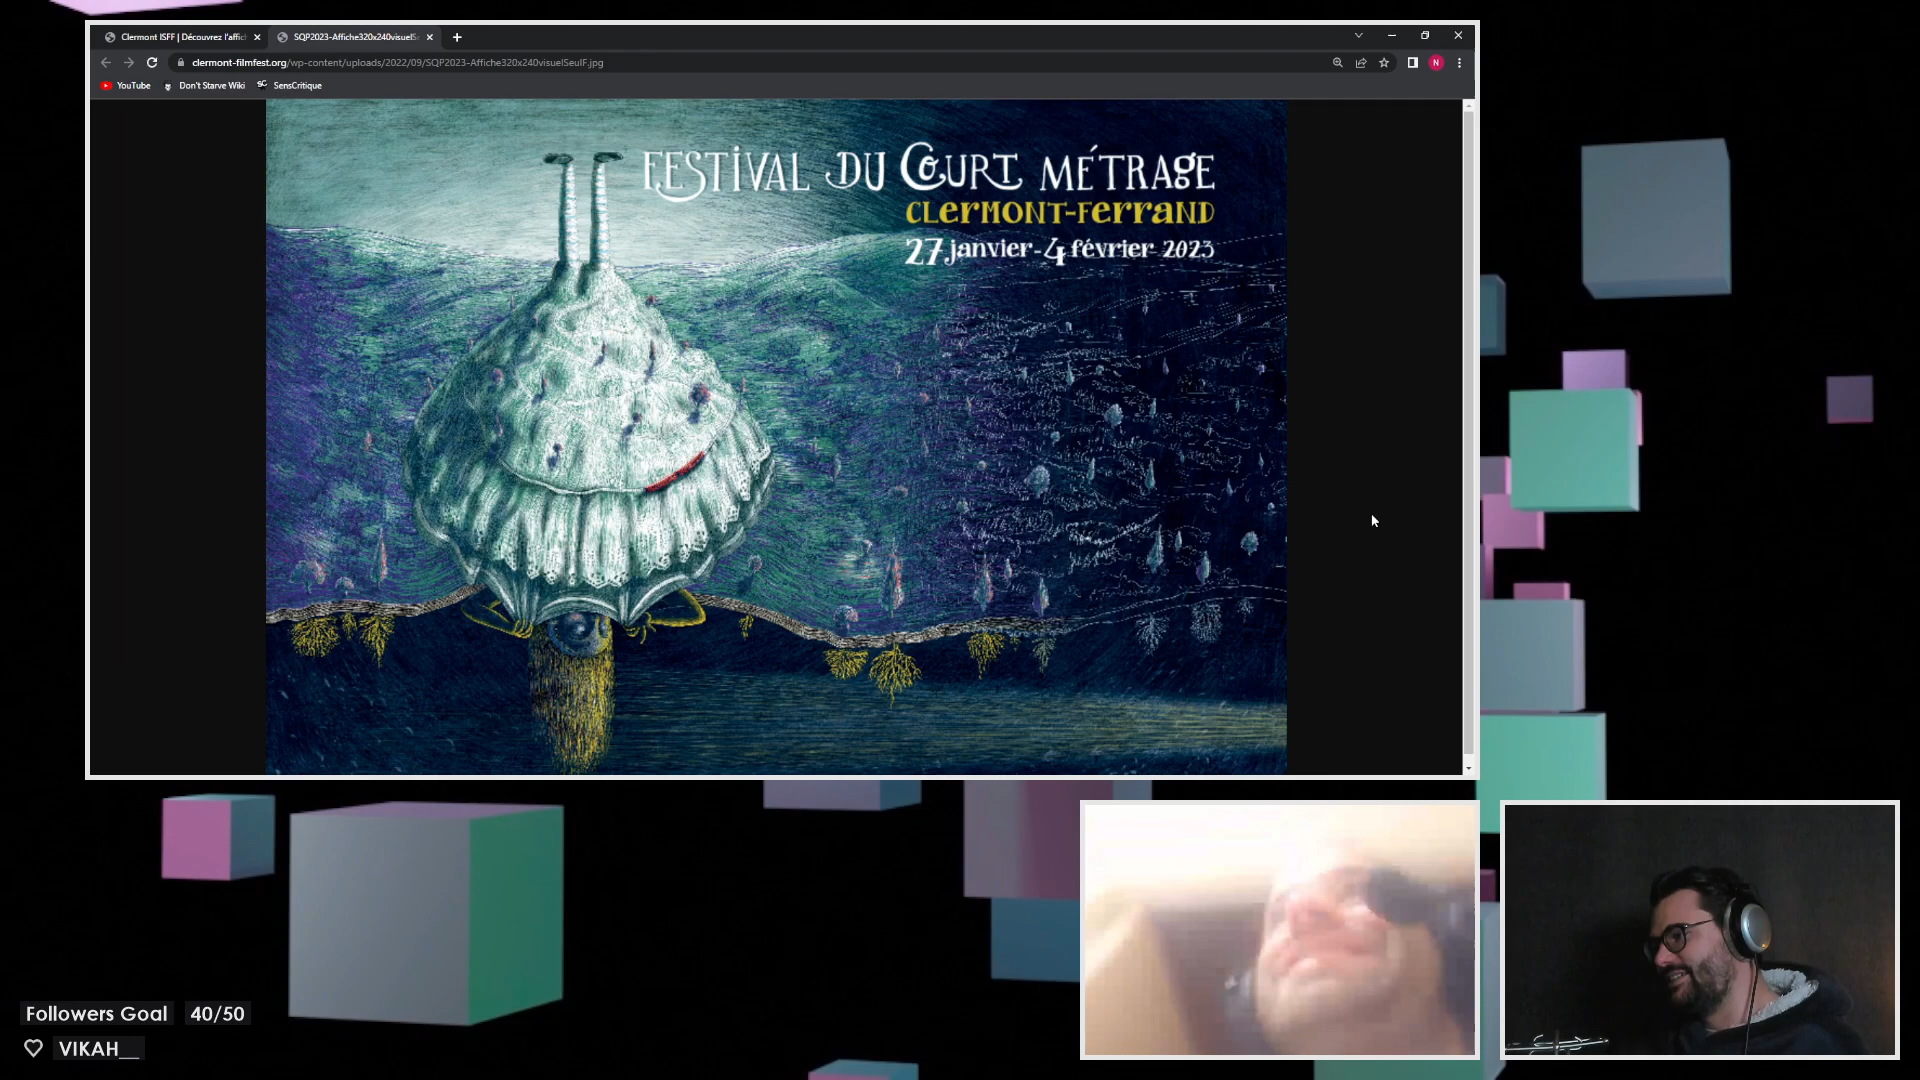 Clermont ISFF | Découvrez l'affic
SQP2023-Affiche320x240visuelS
clermont-filmfest.org/wp-content/uploads/2022/09/SQP2023-Affiche320x240visuelSeulF.jpg
N
YouTube
Don't Starve Wiki
SC
SensCritique
FESTIVAL DU COURT MÉTRAGE
CLERMONT-FERRAND
27 janvier - 4 février 2023
Followers Goal 40/50
VIKAH__